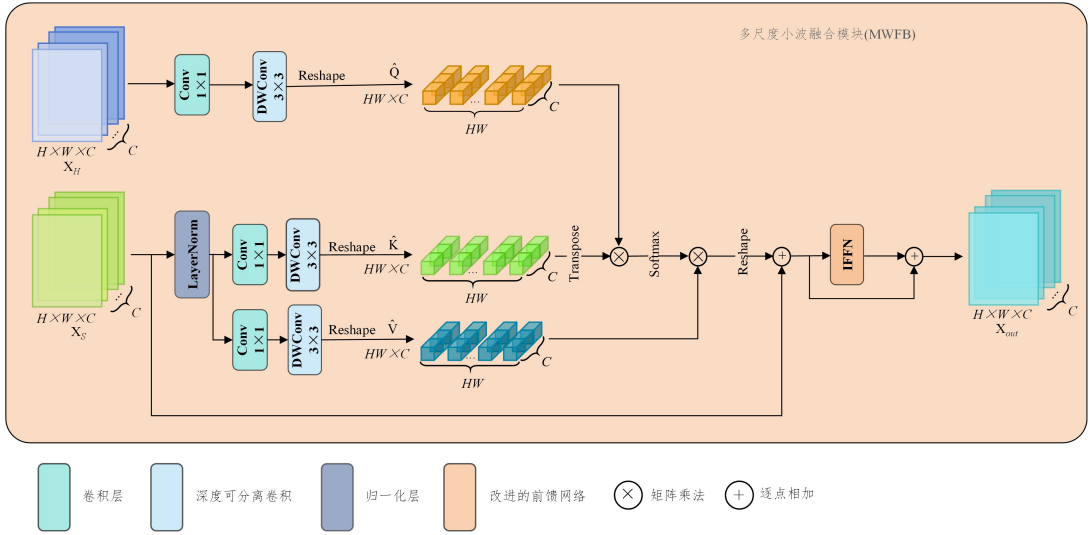 多尺度小波融合模块(MWFB)
Conv
1×1
DWConv
3×3
Reshape
Q̂
HW×C
...
C
HW
...
C
H×W×C
X_H
LayerNorm
Conv
1×1
DWConv
3×3
Reshape
K̂
HW×C
...
C
HW
Transpose
×
Softmax
×
Reshape
+
IFFN
+
...
C
H×W×C
X_S
Conv
1×1
DWConv
3×3
Reshape
V̂
HW×C
...
C
HW
...
C
H×W×C
X_out
卷积层
深度可分离卷积
归一化层
改进的前馈网络
× 矩阵乘法
+ 逐点相加